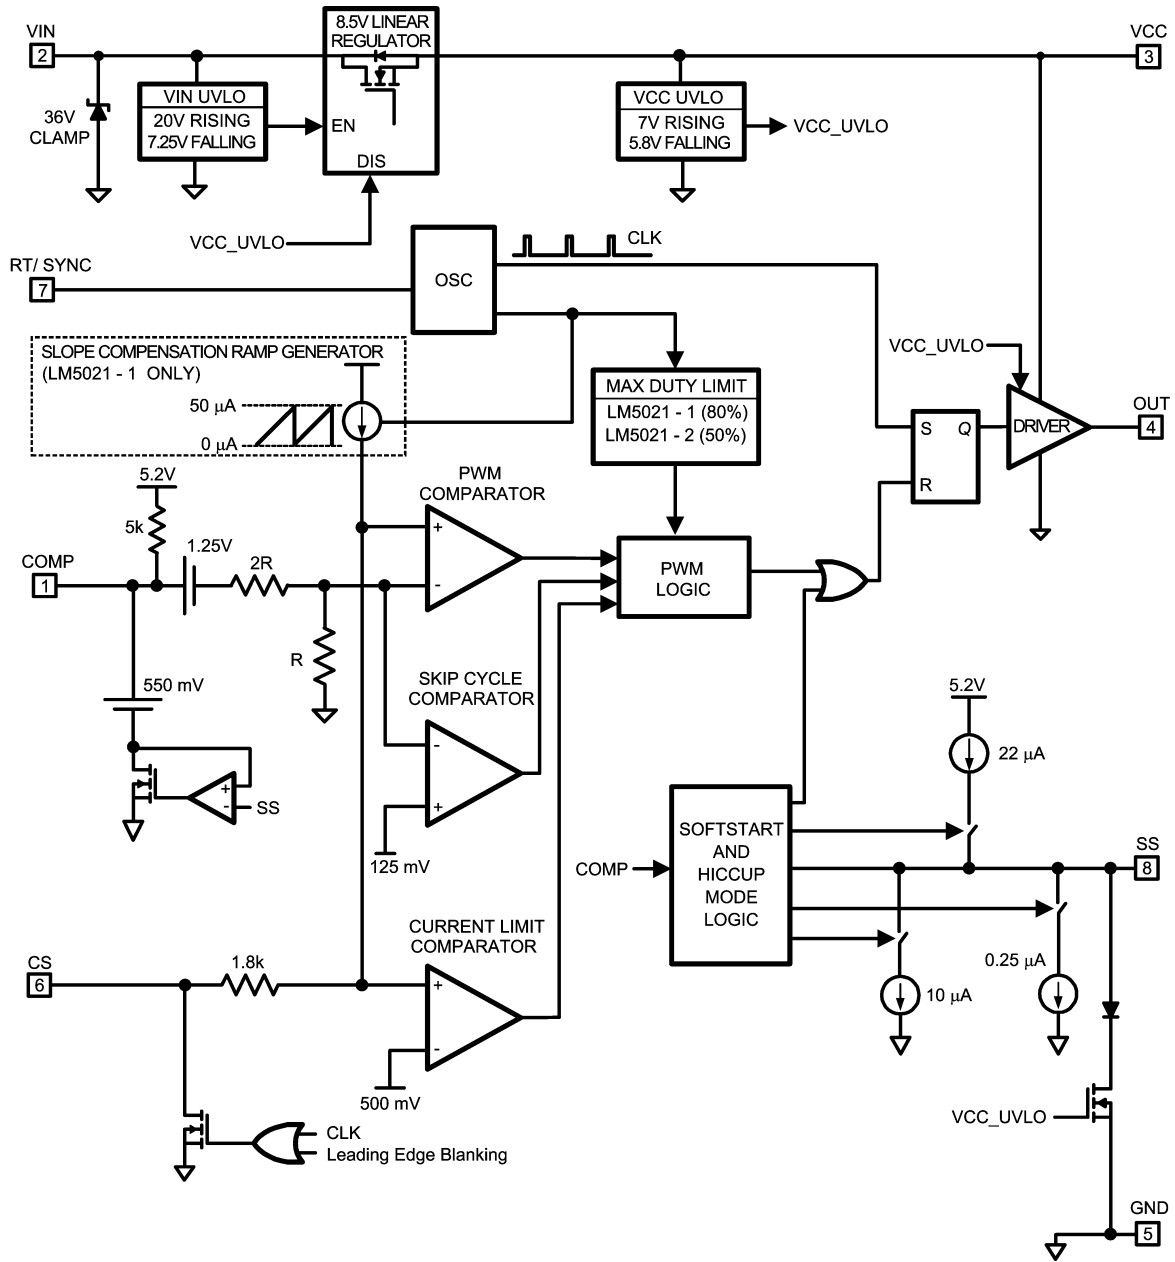 VIN
2
8.5V LINEAR
REGULATOR
VCC
3
36V
CLAMP
VIN UVLO
20V RISING
7.25V FALLING
EN
DIS
VCC UVLO
7V RISING
5.8V FALLING
VCC_UVLO
VCC_UVLO
RT/ SYNC
7
OSC
CLK
SLOPE COMPENSATION RAMP GENERATOR
(LM5021 - 1 ONLY)
50 µA
0 µA
MAX DUTY LIMIT
LM5021 - 1 (80%)
LM5021 - 2 (50%)
VCC_UVLO
S
Q
R
DRIVER
OUT
4
5.2V
5k
PWM
COMPARATOR
+
-
COMP
1
1.25V
2R
R
PWM
LOGIC
550 mV
+
-
SS
SKIP CYCLE
COMPARATOR
-
+
125 mV
5.2V
22 µA
COMP
SOFTSTART
AND
HICCUP
MODE
LOGIC
SS
8
10 µA
0.25 µA
CURRENT LIMIT
COMPARATOR
CS
6
1.8k
+
-
500 mV
CLK
Leading Edge Blanking
VCC_UVLO
GND
5